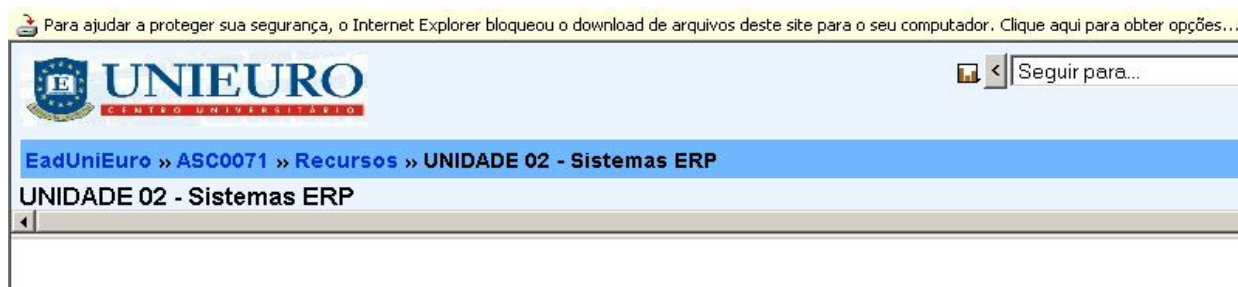 Para ajudar a proteger sua segurança, o Internet Explorer bloqueou o download de arquivos deste site para o seu computador. Clique aqui para obter opções...
UNIEURO
CENTRO UNIVERSITÁRIO
Seguir para...
EadUniEuro » ASC0071 » Recursos » UNIDADE 02 - Sistemas ERP
UNIDADE 02 - Sistemas ERP